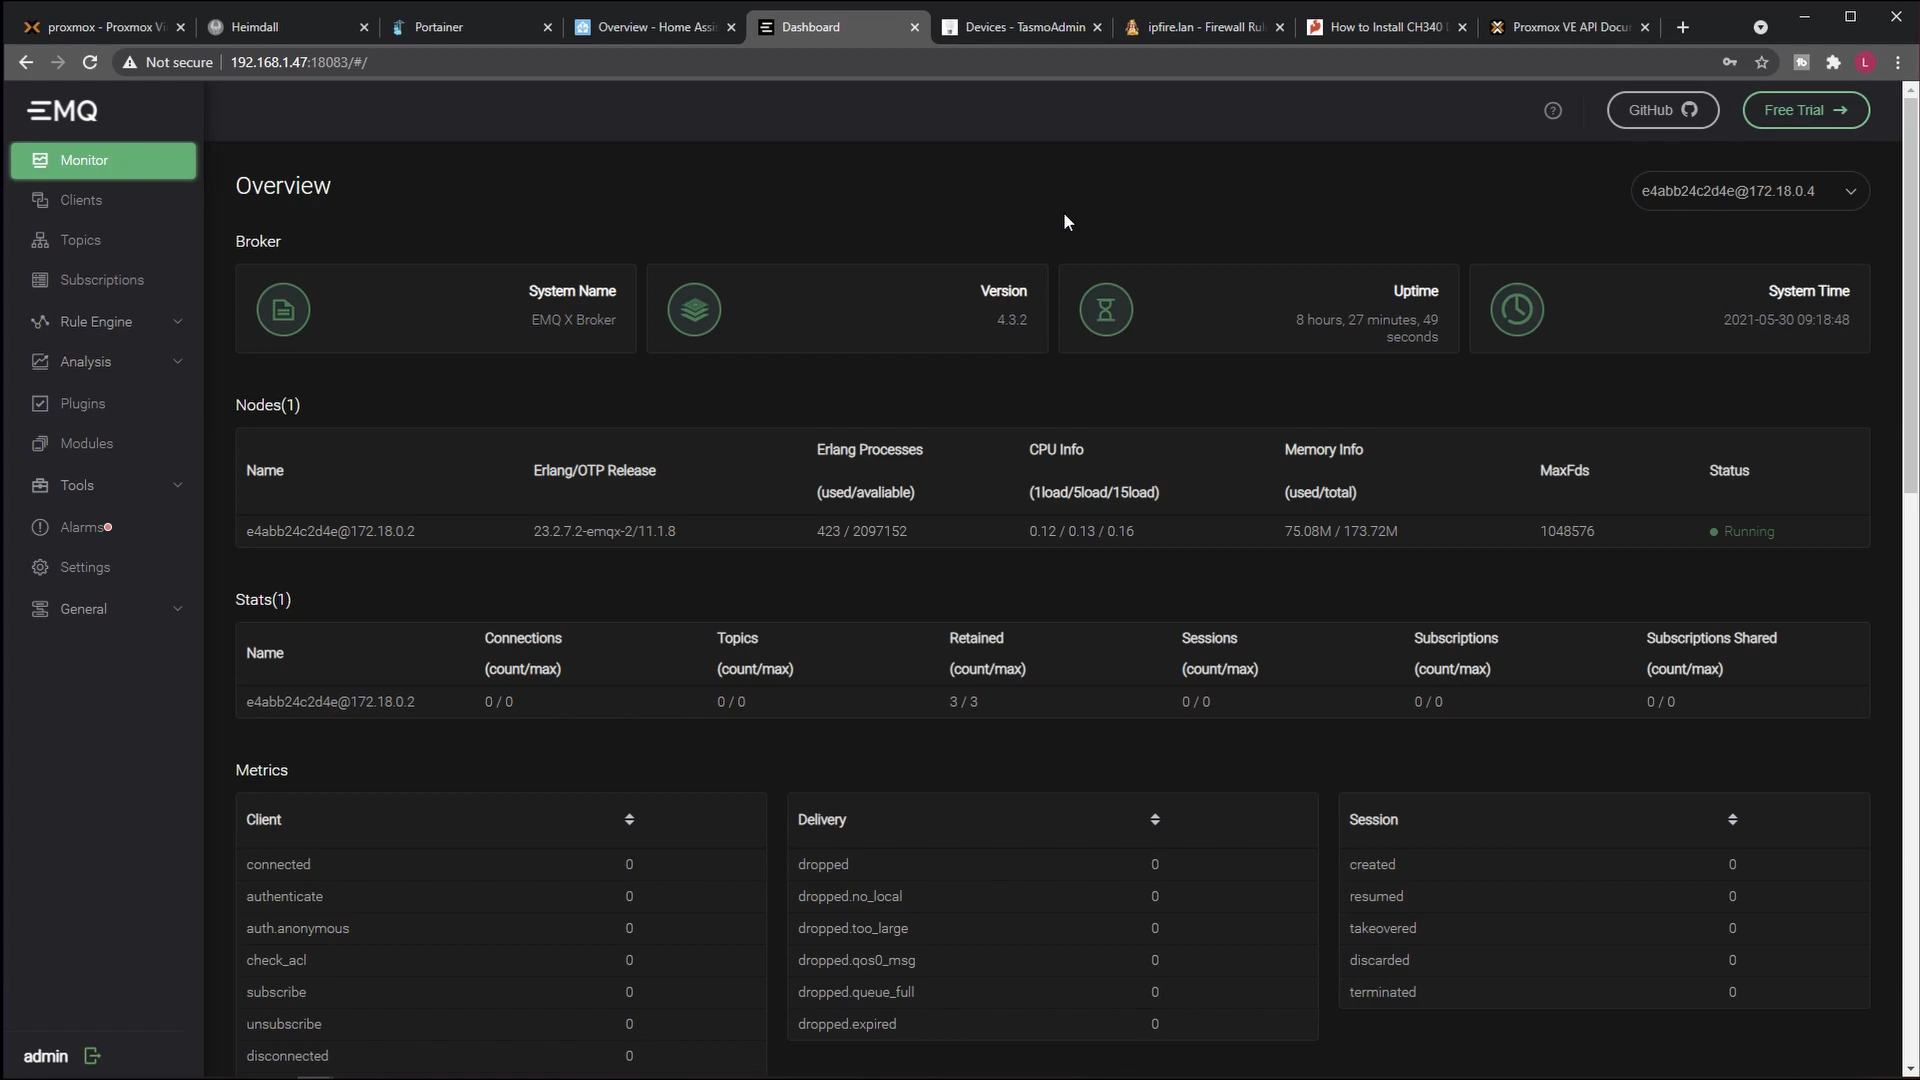 proxmox - Proxmox Vi
Heimdall
Portainer
Overview - Home Assi
Dashboard
Devices - TasmoAdmin
ipfire.lan - Firewall Rul
How to Install CH340
Proxmox VE API Docu
Not secure
192.168.1.47:18083/#/
L
EMQ
GitHub
Free Trial
Monitor
Clients
Topics
Subscriptions
Rule Engine
Analysis
Plugins
Modules
Tools
Alarms
Settings
General
admin
Overview
e4abb24c2d4e@172.18.0.4
Broker
System Name
EMQ X Broker
Version
4.3.2
Uptime
8 hours, 27 minutes, 49
seconds
System Time
2021-05-30 09:18:48
Nodes(1)
Name
Erlang/OTP Release
Erlang Processes
(used/avaliable)
CPU Info
(1load/5load/15load)
Memory Info
(used/total)
MaxFds
Status
e4abb24c2d4e@172.18.0.2
23.2.7.2-emqx-2/11.1.8
423 / 2097152
0.12 / 0.13 / 0.16
75.08M / 173.72M
1048576
Running
Stats(1)
Name
Connections
(count/max)
Topics
(count/max)
Retained
(count/max)
Sessions
(count/max)
Subscriptions
(count/max)
Subscriptions Shared
(count/max)
e4abb24c2d4e@172.18.0.2
0 / 0
0 / 0
3 / 3
0 / 0
0 / 0
0 / 0
Metrics
Client
connected 0
authenticate 0
auth.anonymous 0
check_acl 0
subscribe 0
unsubscribe 0
disconnected 0
Delivery
dropped 0
dropped.no_local 0
dropped.too_large 0
dropped.qos0_msg 0
dropped.queue_full 0
dropped.expired 0
Session
created 0
resumed 0
takeovered 0
discarded 0
terminated 0